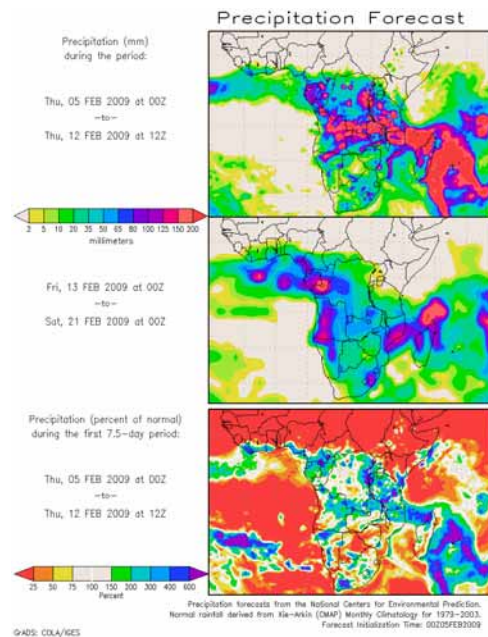 Precipitation Forecast
Precipitation (mm)
during the period:
Thu, 05 FEB 2009 at 00Z
—to—
Thu, 12 FEB 2009 at 12Z
2 5 10 20 35 50 65 80 100 125 150 200
millimeters
Fri, 13 FEB 2009 at 00Z
—to—
Sat, 21 FEB 2009 at 00Z
Precipitation (percent of normal)
during the first 7.5-day period:
Thu, 05 FEB 2009 at 00Z
—to—
Thu, 12 FEB 2009 at 12Z
25 50 75 100 150 200 300 400 600
Percent
Precipitation forecasts from the National Centers for Environmental Prediction.
Normal rainfall derived from Xie-Arkin (CMAP) Monthly Climatology for 1979-2003.
Forecast Initialization Time: 00Z05FEB2009
GrADS: COLA/IGES